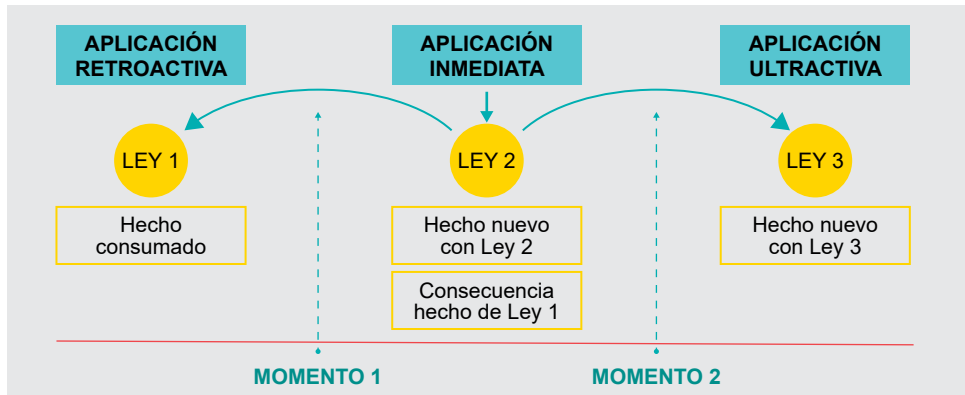 APLICACIÓN
RETROACTIVA
APLICACIÓN
INMEDIATA
APLICACIÓN
ULTRACTIVA
LEY 1
LEY 2
LEY 3
Hecho
consumado
Hecho nuevo
con Ley 2
Hecho nuevo
con Ley 3
Consecuencia
hecho de Ley 1
MOMENTO 1
MOMENTO 2